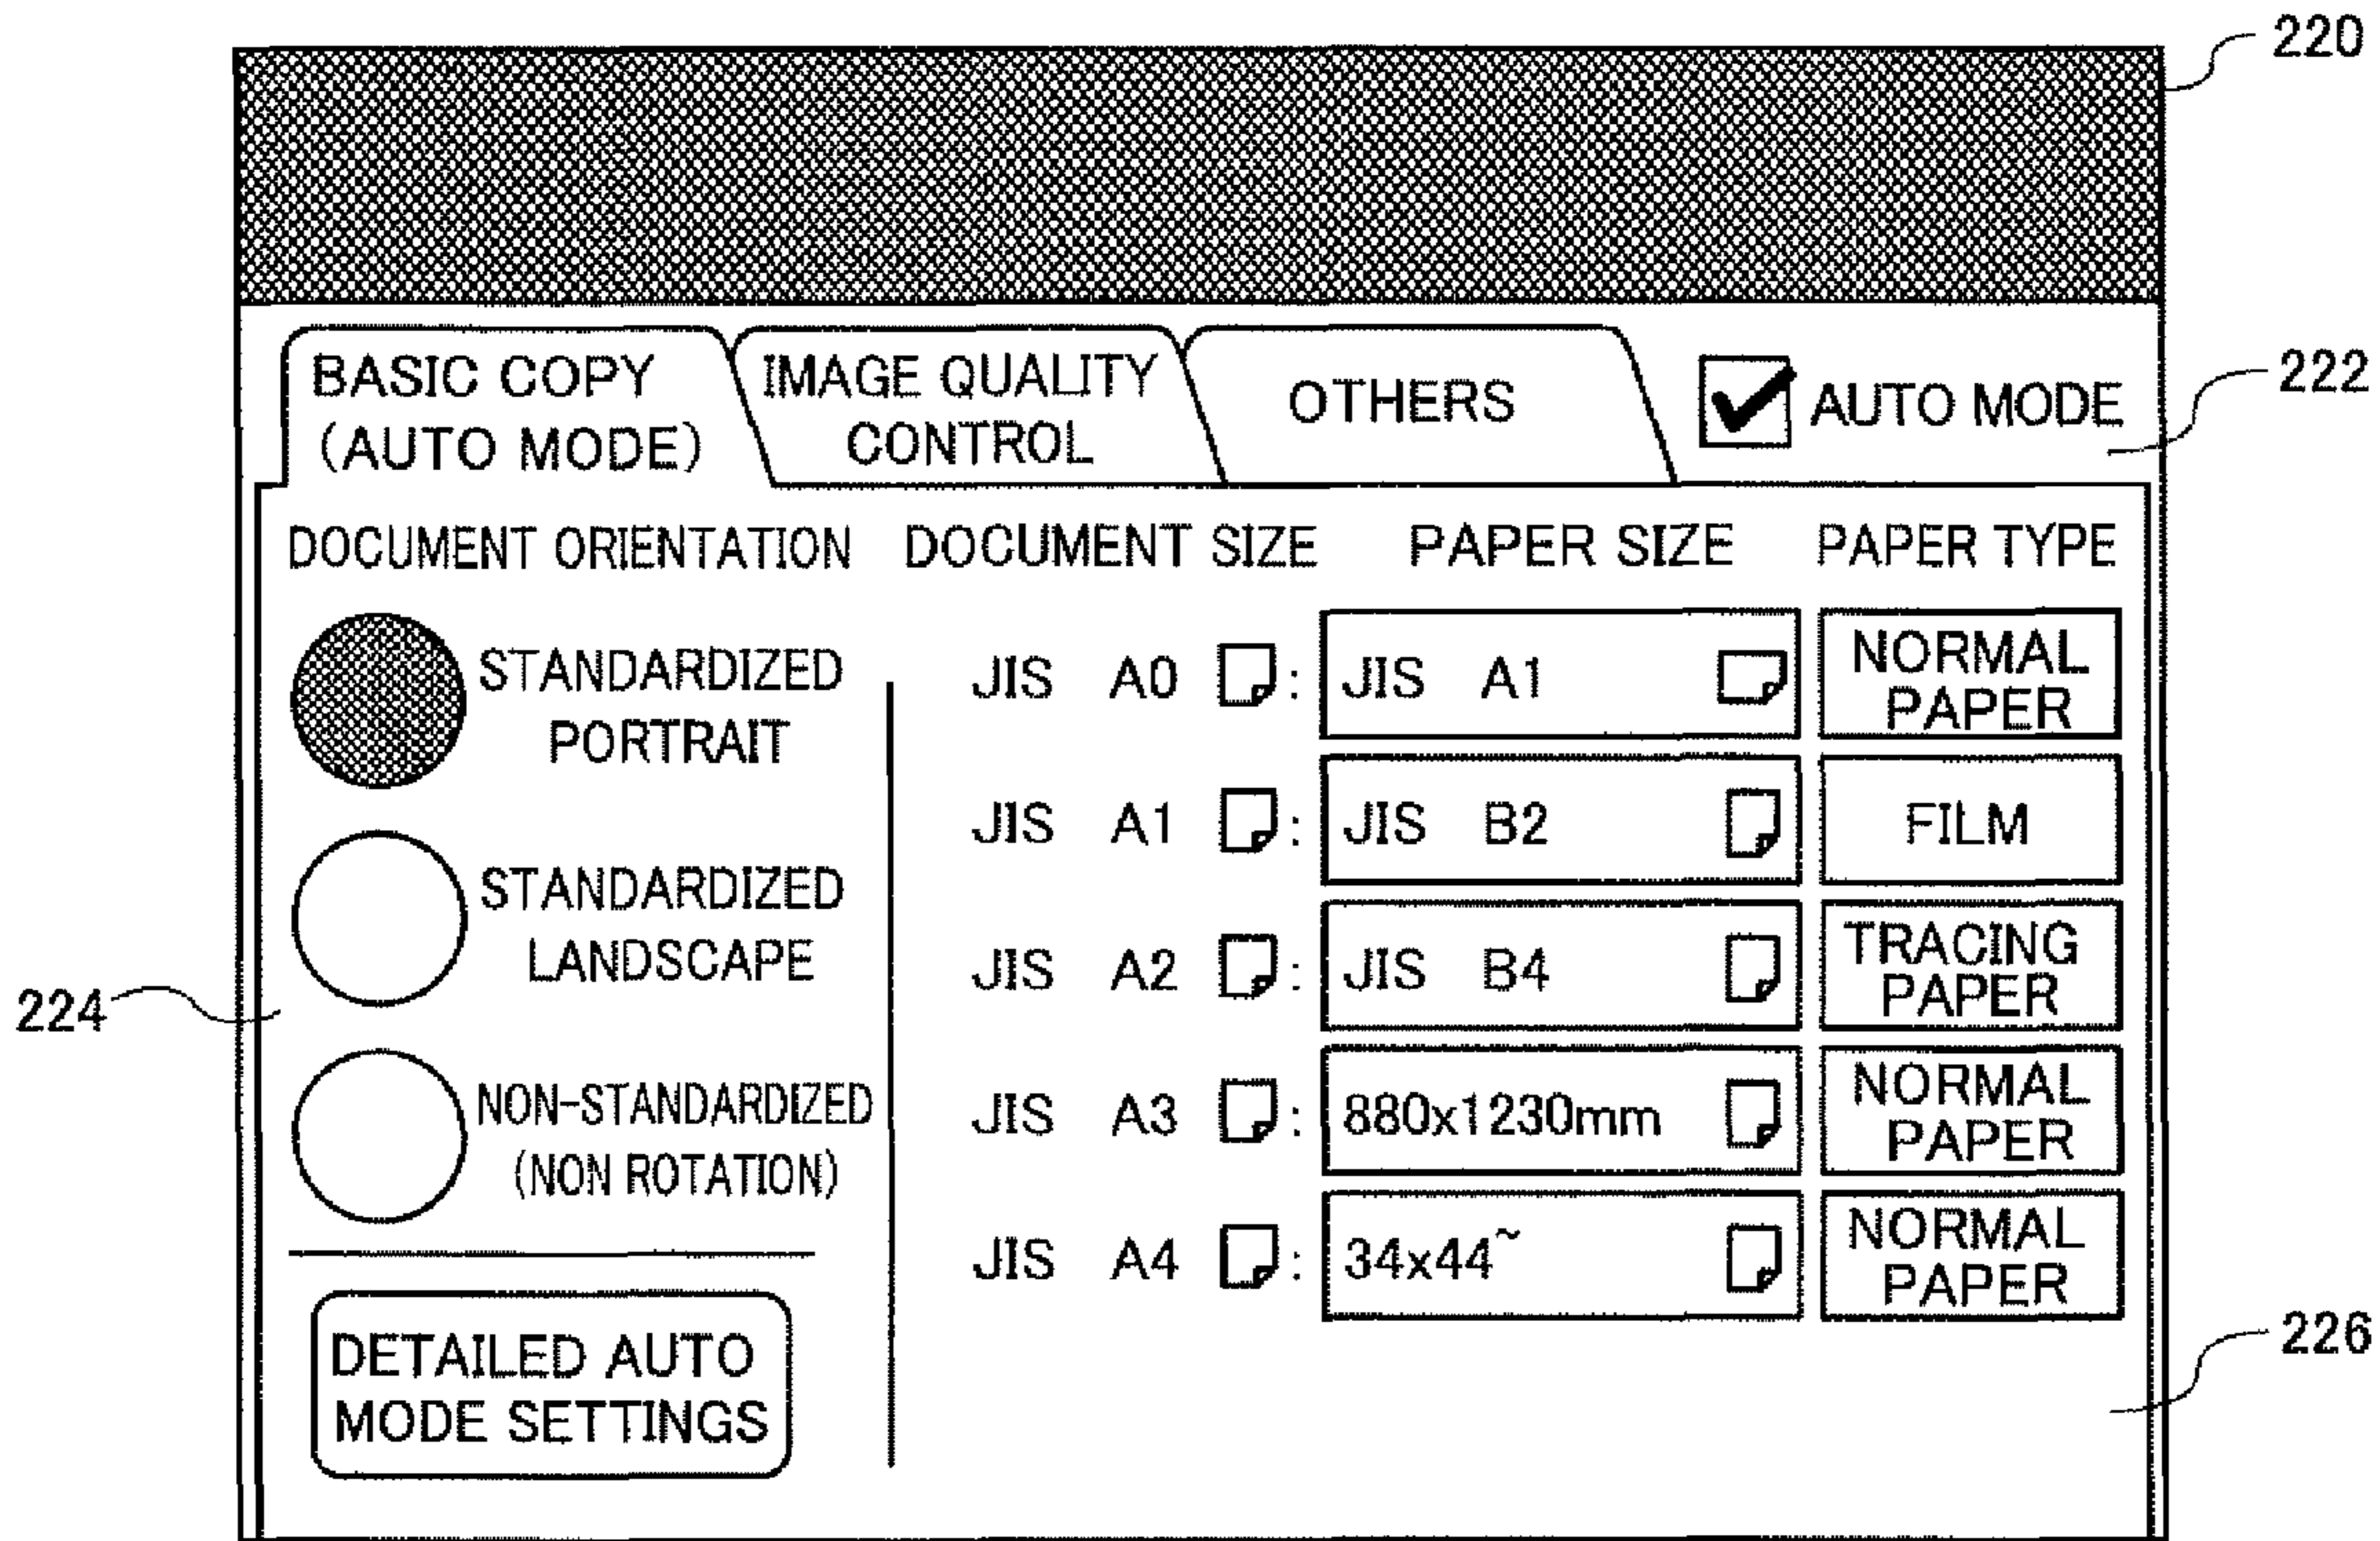 220
BASIC COPY
(AUTO MODE)
IMAGE QUALITY
CONTROL
OTHERS
AUTO MODE
222
DOCUMENT ORIENTATION
STANDARDIZED
PORTRAIT
STANDARDIZED
LANDSCAPE
224
NON-STANDARDIZED
(NON ROTATION)
DETAILED AUTO
MODE SETTINGS
DOCUMENT SIZE PAPER SIZE PAPER TYPE
JIS A0 : JIS A1 NORMAL
PAPER
JIS A1 : JIS B2 FILM
JIS A2 : JIS B4 TRACING
PAPER
JIS A3 : 880x1230mm NORMAL
PAPER
JIS A4 : 34x44~ NORMAL
PAPER
226